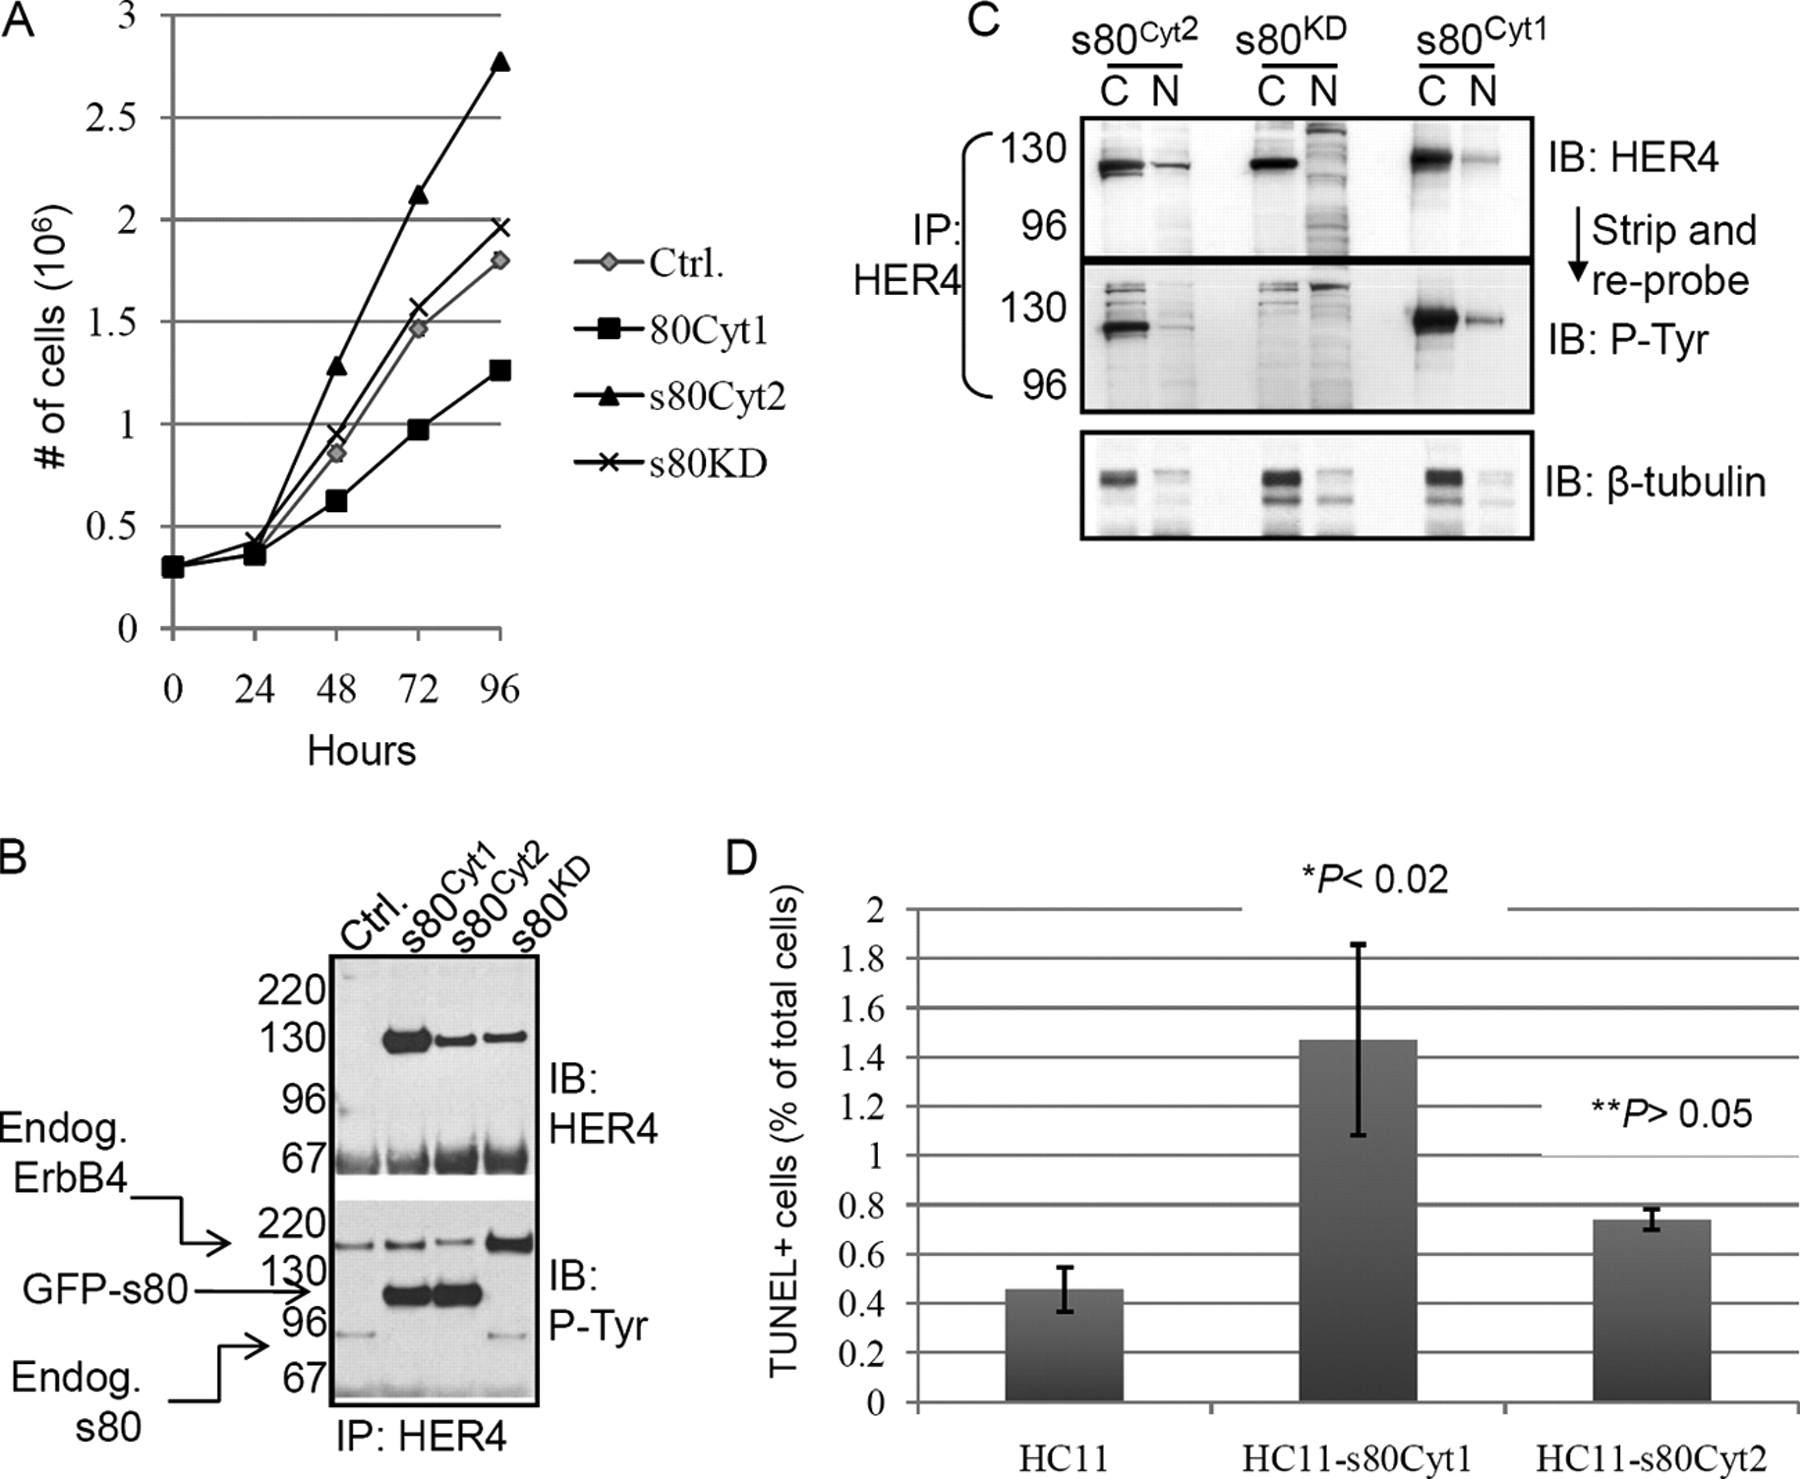 A
3
2.5
2
1.5
1
0.5
0
# of cells (10⁶)
0 24 48 72 96
Hours
Ctrl.
80Cyt1
s80Cyt2
s80KD
C
s80Cyt2 s80KD s80Cyt1
C N C N C N
IP:
HER4
130
96
IB: HER4
Strip and
re-probe
130
96
IB: P-Tyr
IB: β-tubulin
B
Ctrl. s80Cyt1 s80Cyt2 s80KD
220
130
96
67
IB:
HER4
Endog.
ErbB4
GFP-s80
Endog.
s80
220
130
96
67
IB:
P-Tyr
IP: HER4
D
TUNEL+ cells (% of total cells)
2
1.8
1.6
1.4
1.2
1
0.8
0.6
0.4
0.2
0
*P< 0.02
**P> 0.05
HC11 HC11-s80Cyt1 HC11-s80Cyt2